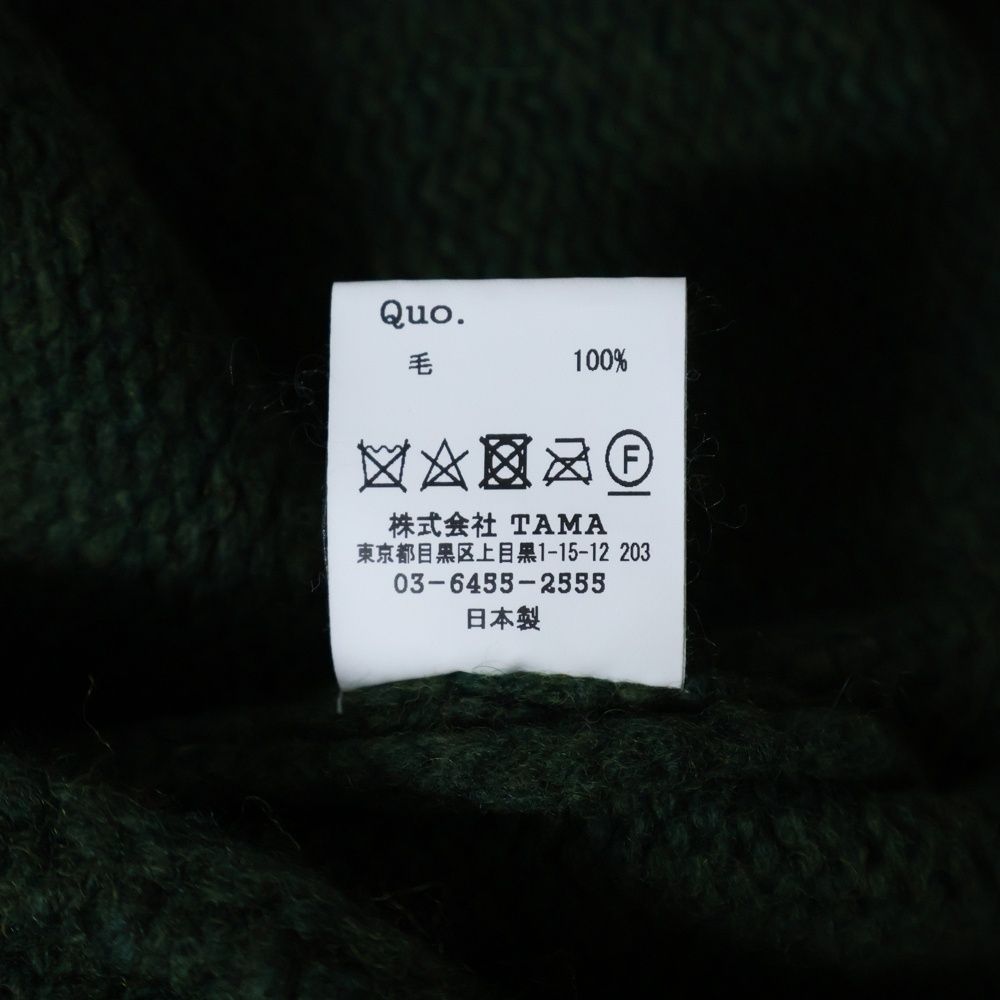 Quo.
毛 100%
F
株式会社 TAMA
東京都目黒区上目黒1-15-12 203
03-6455-2555
日本製